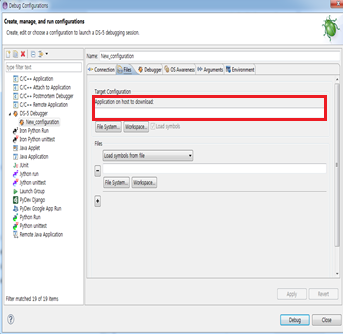 Debug Configurations
Create, manage, and run configurations
Create, edit or choose a configuration to launch a DS-5 debugging session.
type filter text
C/C++ Application
C/C++ Attach to Application
C/C++ Postmortem Debugger
C/C++ Remote Application
DS-5 Debugger
New_configuration
Iron Python Run
Iron Python unittest
Java Applet
Java Application
JUnit
Jython run
Jython unittest
Launch Group
PyDev Django
PyDev Google App Run
Python Run
Python unittest
Remote Java Application
Filter matched 19 of 19 items
Name: New_configuration
Connection Files Debugger OS Awareness Arguments Environment
Target Configuration
Application on host to download:
File System... Workspace... Load symbols
Files
Load symbols from file
File System... Workspace...
Apply Revert
Debug Close